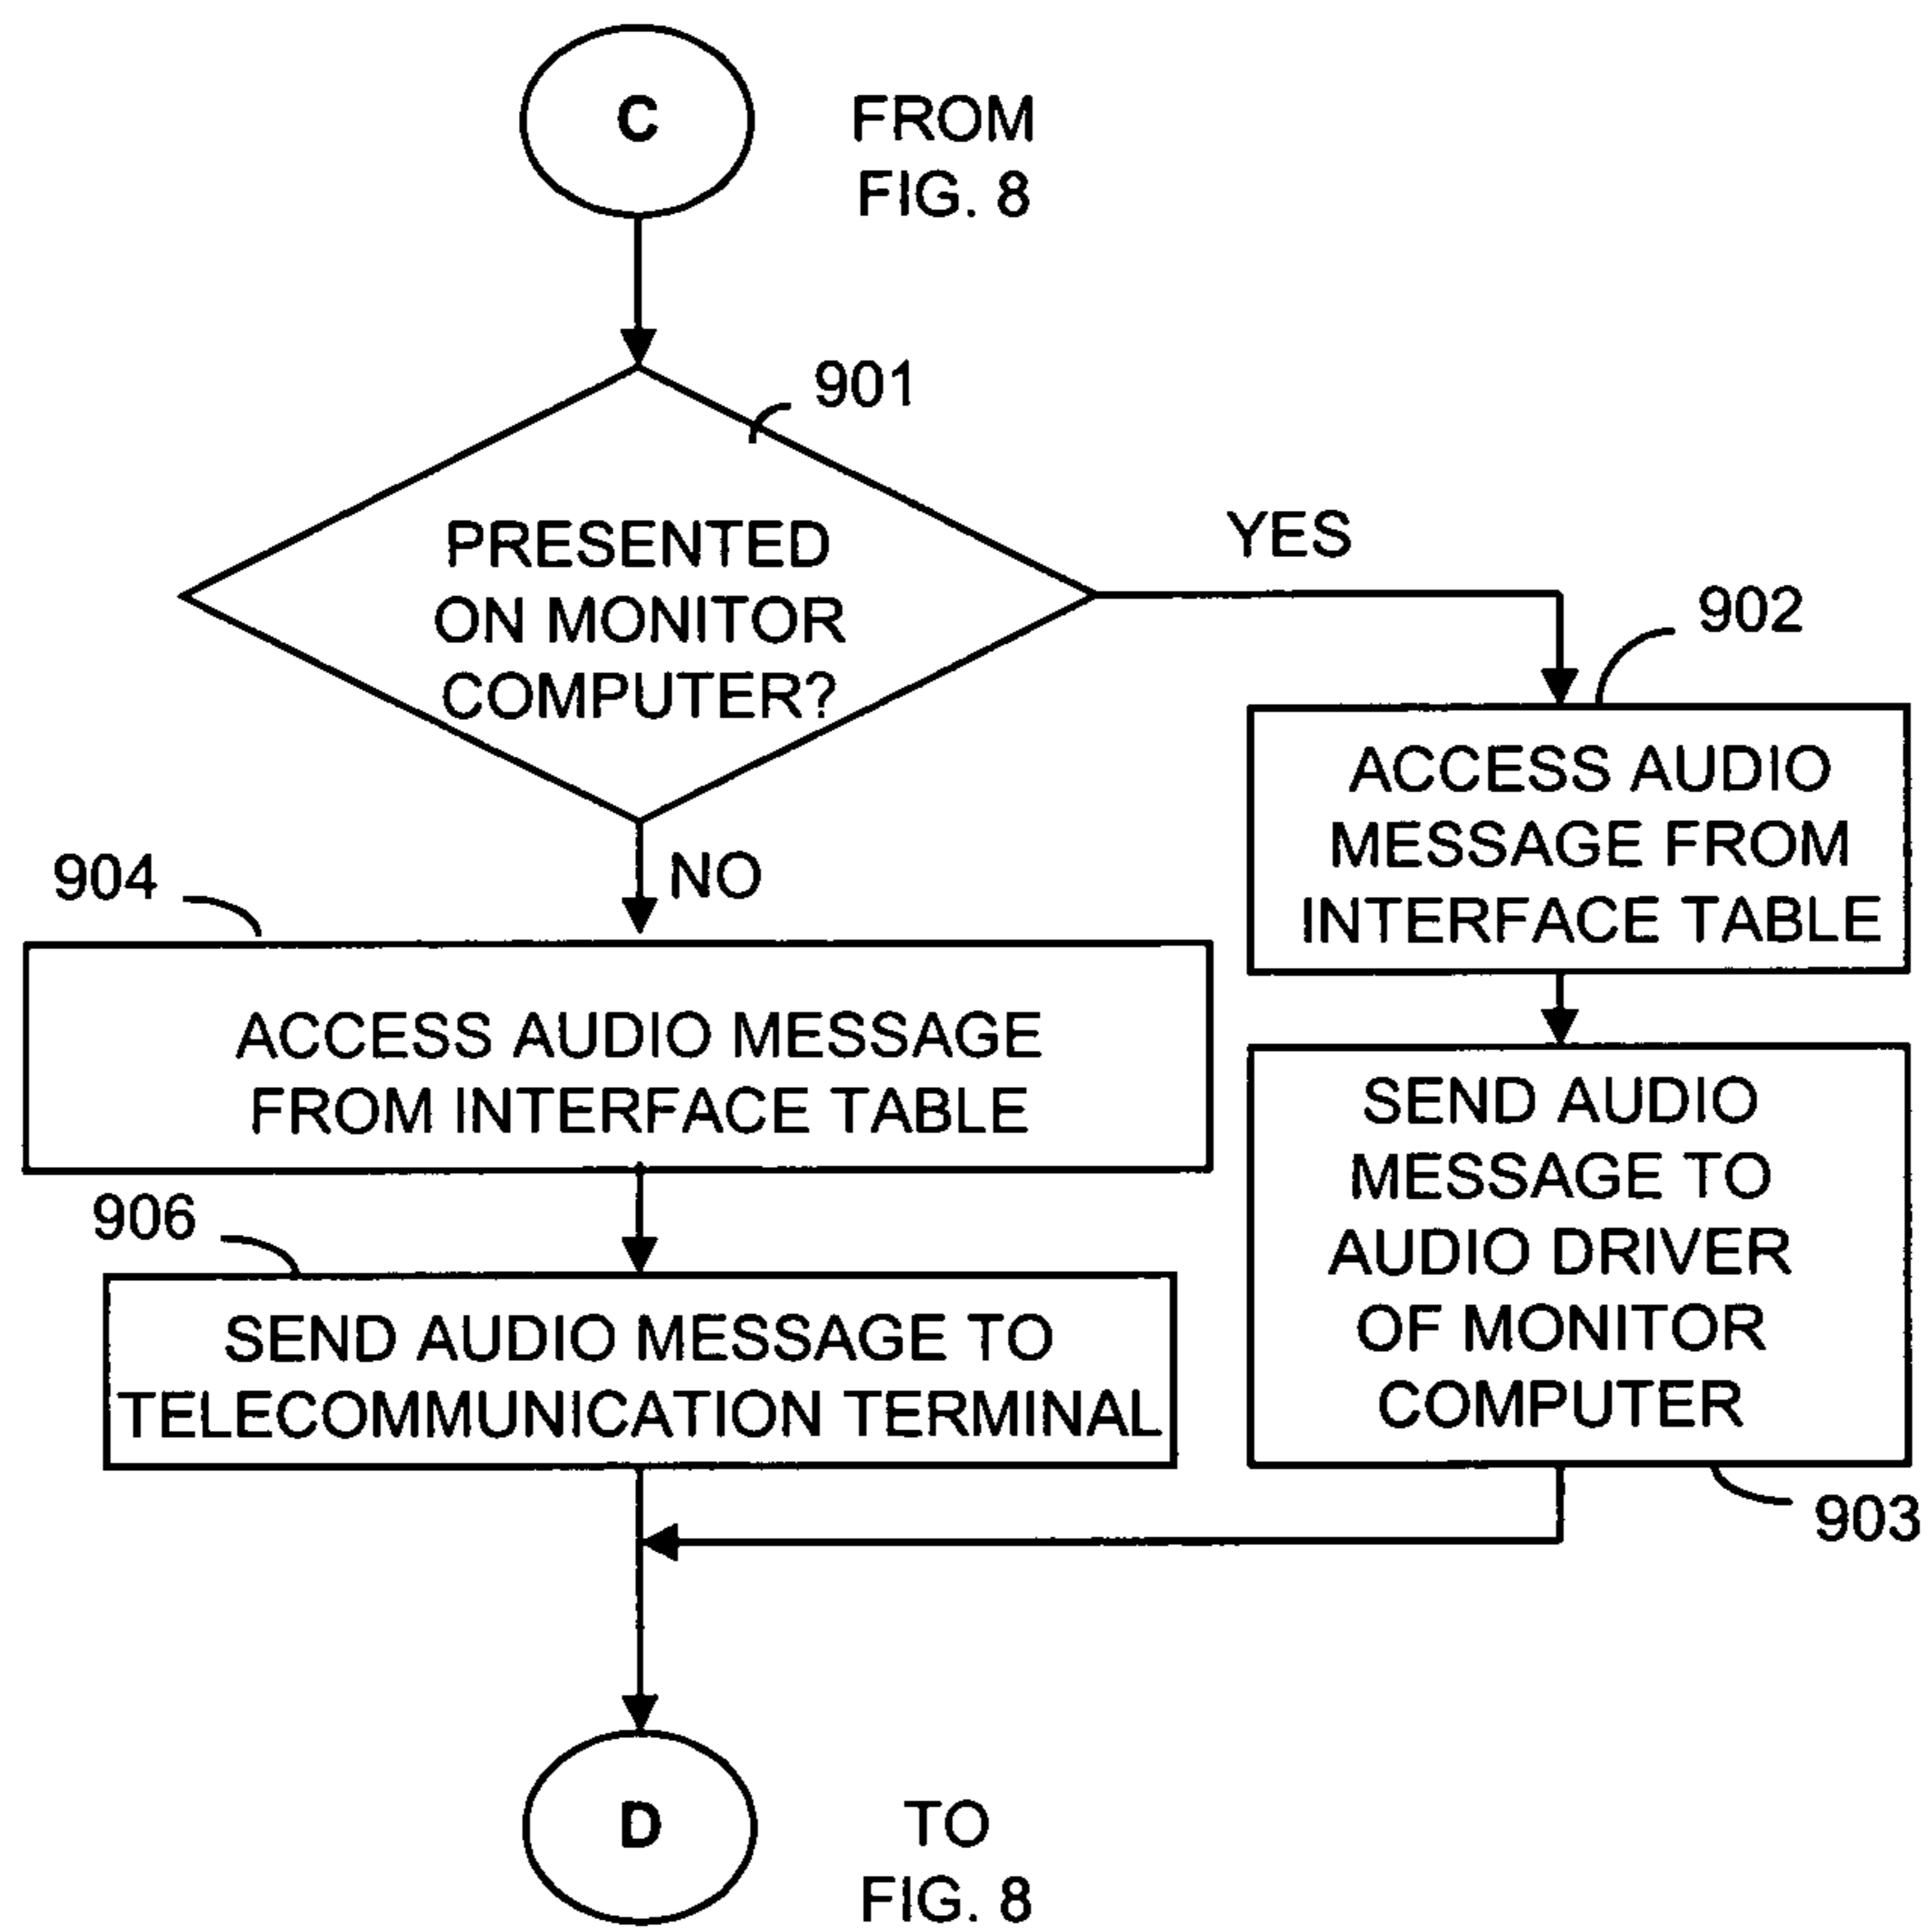 C
FROM
FIG. 8
901
PRESENTED
ON MONITOR
COMPUTER?
YES
902
ACCESS AUDIO
MESSAGE FROM
INTERFACE TABLE
NO
904
ACCESS AUDIO MESSAGE
FROM INTERFACE TABLE
SEND AUDIO
MESSAGE TO
AUDIO DRIVER
OF MONITOR
COMPUTER
903
906
SEND AUDIO MESSAGE TO
TELECOMMUNICATION TERMINAL
D
TO
FIG. 8